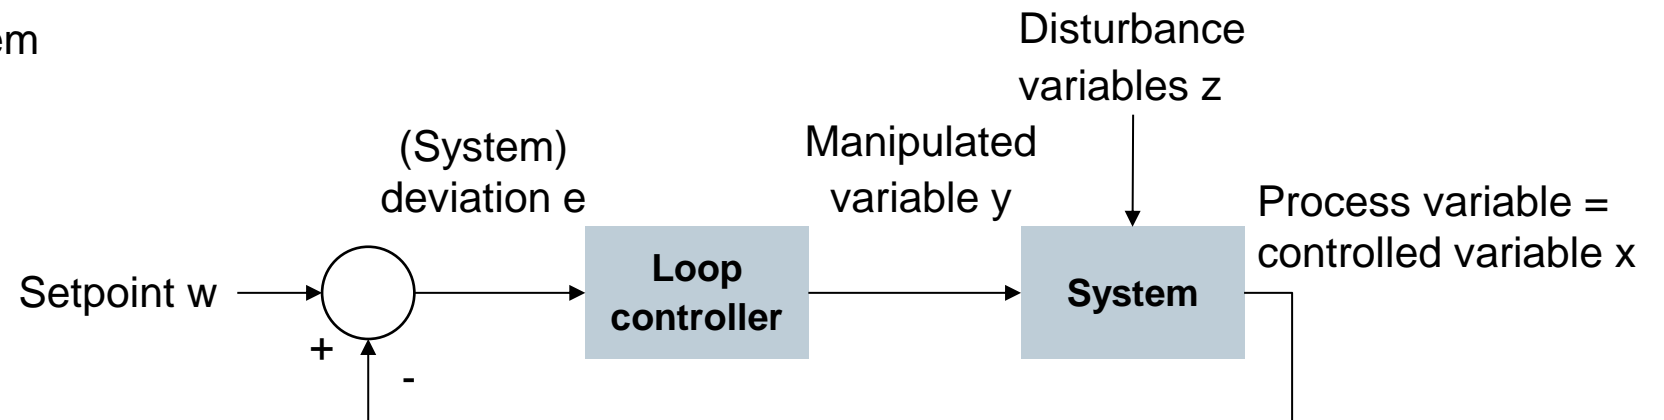 Disturbance
variables z
(System)
deviation e
Manipulated
variable y
Process variable =
controlled variable x
Setpoint w
+
-
Loop
controller
System